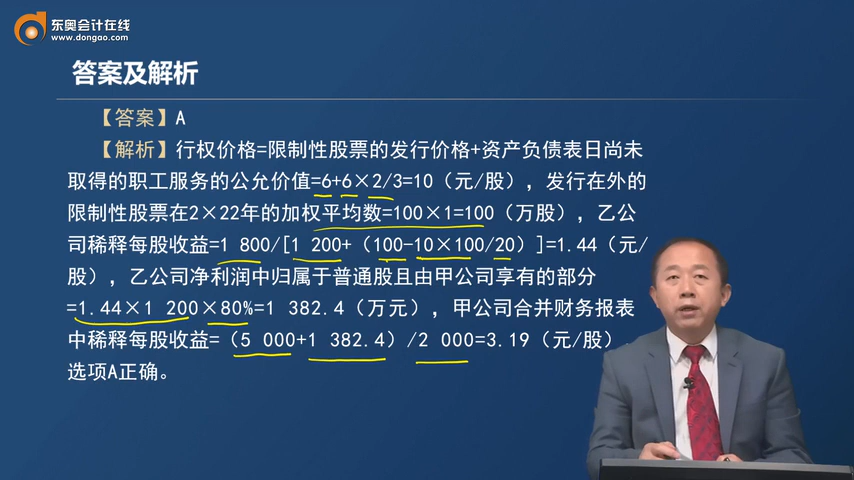 东奥会计在线
www.dongao.com
答案及解析
【答案】A
【解析】行权价格=限制性股票的发行价格+资产负债表日尚未
取得的职工服务的公允价值=6+6×2/3=10（元/股），发行在外的
限制性股票在2×22年的加权平均数=100×1=100（万股），乙公
司稀释每股收益=1 800/[1 200+（100-10×100/20）]=1.44（元/
股），乙公司净利润中归属于普通股且由甲公司享有的部分
=1.44×1 200×80%=1 382.4（万元），甲公司合并财务报表
中稀释每股收益=（5 000+1 382.4）/2 000=3.19（元/股），
选项A正确。